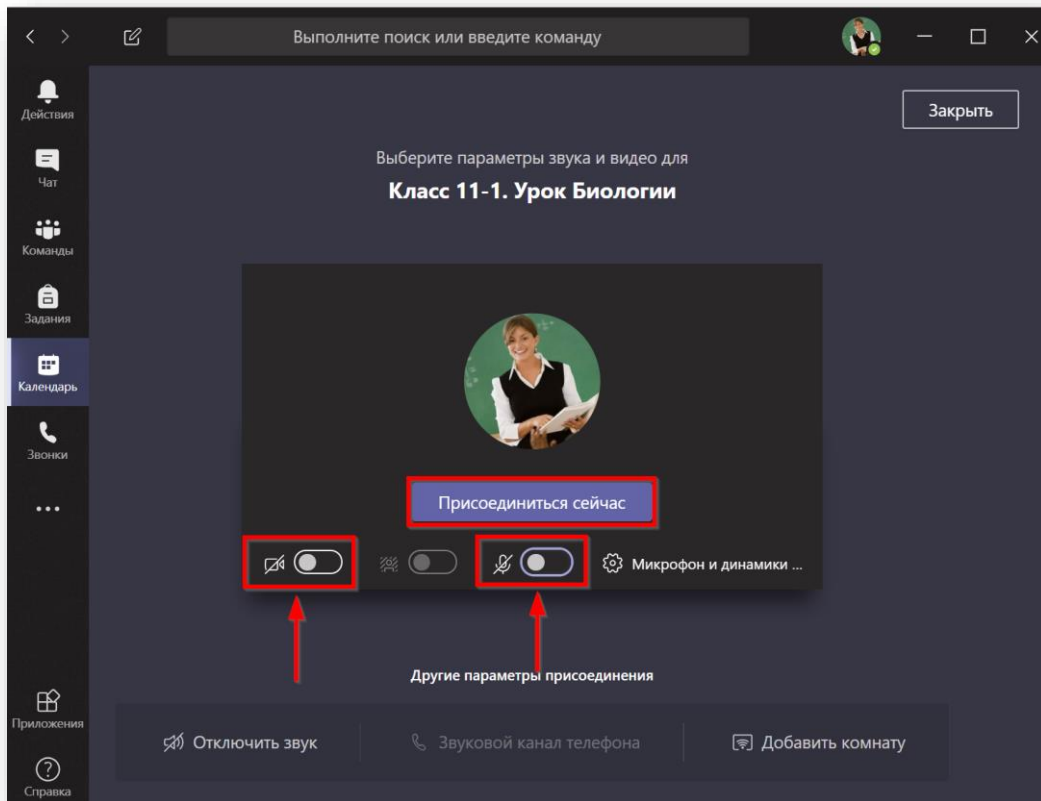 Выполните поиск или введите команду
Действия
Чат
Команды
Задания
Календарь
Звонки
Приложения
Справка
Закрыть
Выберите параметры звука и видео для
Класс 11-1. Урок Биологии
Присоединиться сейчас
Микрофон и динамики ...
Другие параметры присоединения
Отключить звук
Звуковой канал телефона
Добавить комнату